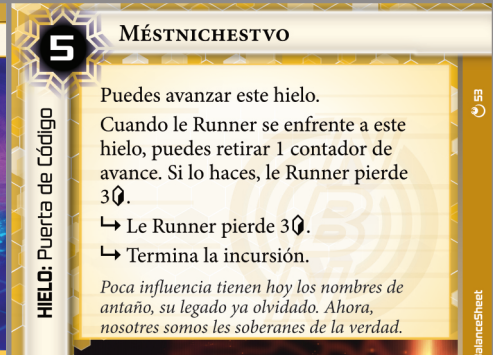 5
Méstnichestvo
HIELO: Puerta de Código
Puedes avanzar este hielo.
Cuando le Runner se enfrente a este
hielo, puedes retirar 1 contador de
avance. Si lo haces, le Runner pierde
3.
↳ Le Runner pierde 3.
↳ Termina la incursión.
Poca influencia tienen hoy los nombres de
antaño, su legado ya olvidado. Ahora,
nosotres somos les soberanes de la verdad.
53
alanceSheet